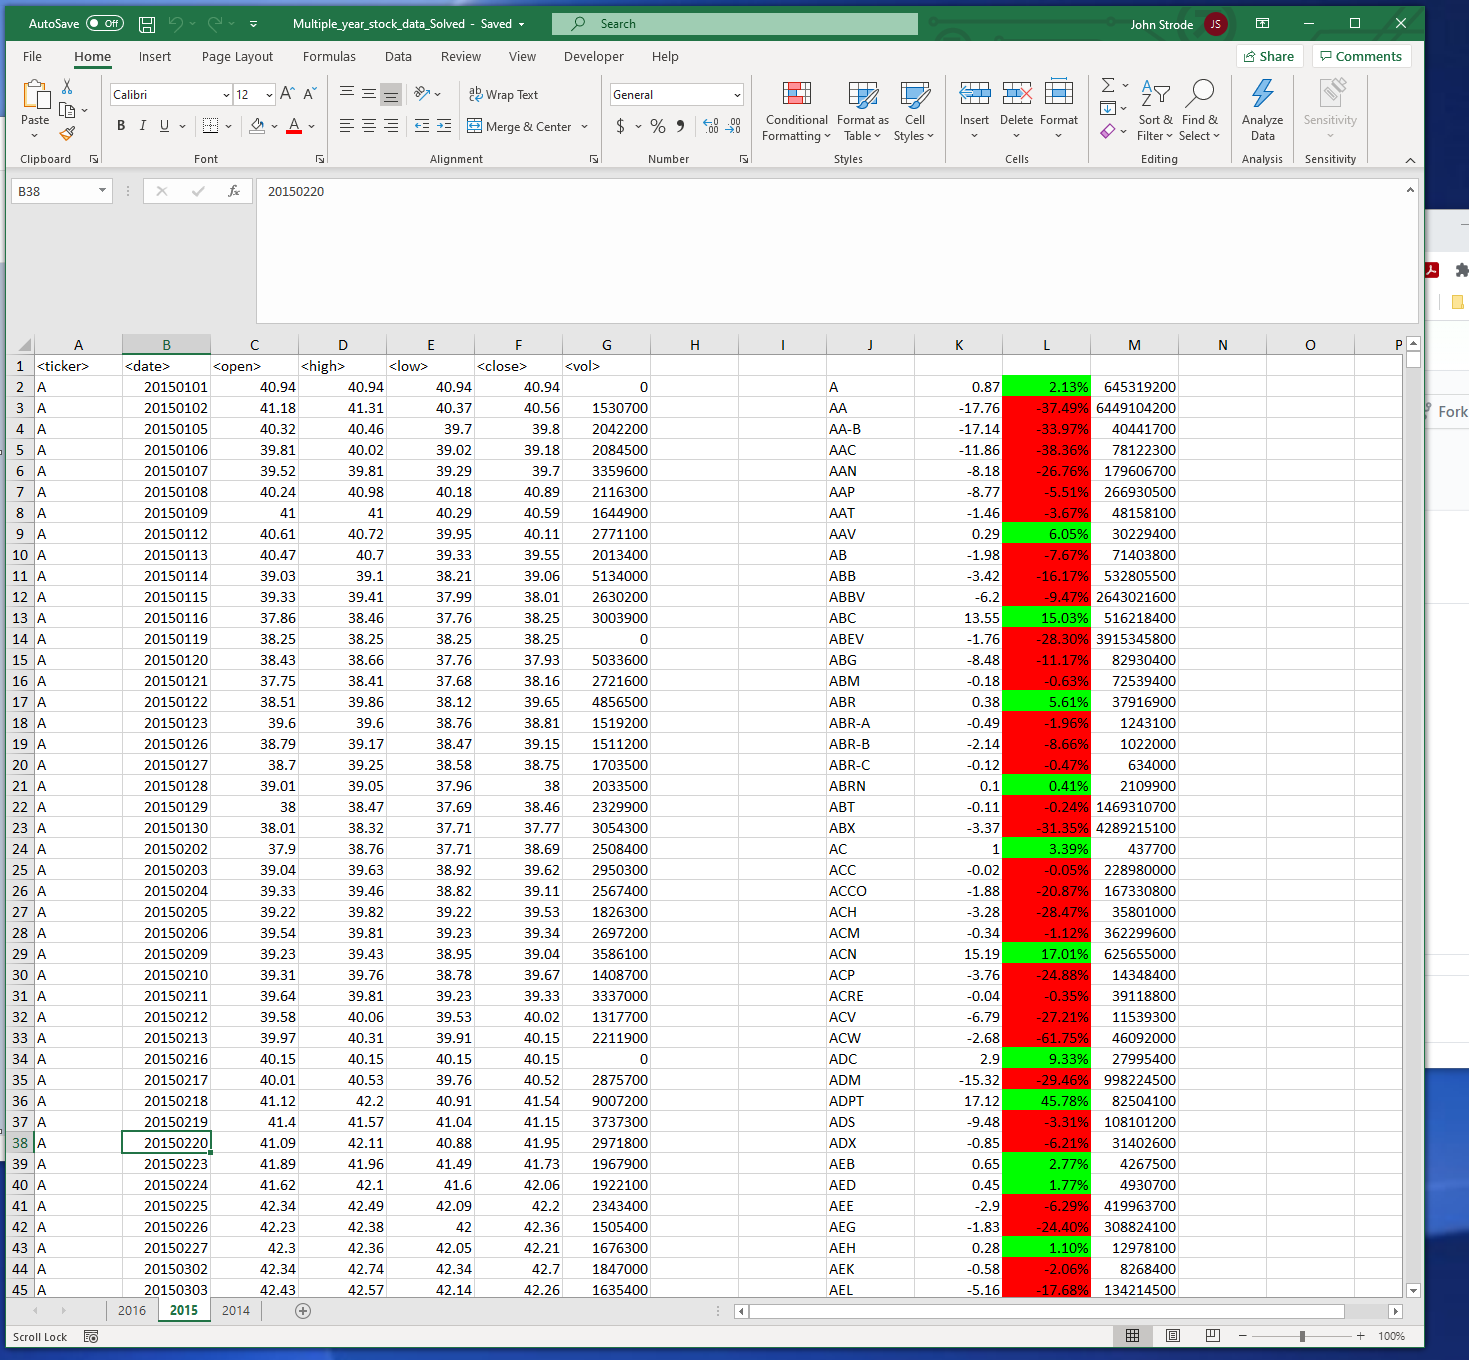 AutoSave Off Multiple_year_stock_data_Solved - Saved Search John Strode JS
File Home Insert Page Layout Formulas Data Review View Developer Help Share Comments
Paste Calibri 12 A A ab Wrap Text General Conditional Formatting Format as Table Cell Styles Insert Delete Format Sort & Filter Find & Select Analyze Data Sensitivity
B I U A Merge & Center $ % 9
Clipboard Font Alignment Number Styles Cells Editing Analysis Sensitivity
B38 fx 20150220
A B C D E F G H I J K L M N O P
1 <ticker> <date> <open> <high> <low> <close> <vol>
2 A 20150101 40.94 40.94 40.94 40.94 0 A 0.87 2.13% 645319200
3 A 20150102 41.18 41.31 40.37 40.56 1530700 AA -17.76 -37.49% 6449104200
4 A 20150105 40.32 40.46 39.7 39.8 2042200 AA-B -17.14 -33.97% 40441700
5 A 20150106 39.81 40.02 39.02 39.18 2084500 AAC -11.86 -38.36% 78122300
6 A 20150107 39.52 39.81 39.29 39.7 3359600 AAN -8.18 -26.76% 179606700
7 A 20150108 40.24 40.98 40.18 40.89 2116300 AAP -8.77 -5.51% 266930500
8 A 20150109 41 41 40.29 40.59 1644900 AAT -1.46 -3.67% 48158100
9 A 20150112 40.61 40.72 39.95 40.11 2771100 AAV 0.29 6.05% 30229400
10 A 20150113 40.47 40.7 39.33 39.55 2013400 AB -1.98 -7.67% 71403800
11 A 20150114 39.03 39.1 38.21 39.06 5134000 ABB -3.42 -16.17% 532805500
12 A 20150115 39.33 39.41 37.99 38.01 2630200 ABBV -6.2 -9.47% 2643021600
13 A 20150116 37.86 38.46 37.76 38.25 3003900 ABC 13.55 15.03% 516218400
14 A 20150119 38.25 38.25 38.25 38.25 0 ABEV -1.76 -28.30% 3915345800
15 A 20150120 38.43 38.66 37.76 37.93 5033600 ABG -8.48 -11.17% 82930400
16 A 20150121 37.75 38.41 37.68 38.16 2721600 ABM -0.18 -0.63% 72539400
17 A 20150122 38.51 39.86 38.12 39.65 4856500 ABR 0.38 5.61% 37916900
18 A 20150123 39.6 39.6 38.76 38.81 1519200 ABR-A -0.49 -1.96% 1243100
19 A 20150126 38.79 39.17 38.47 39.15 1511200 ABR-B -2.14 -8.66% 1022000
20 A 20150127 38.7 39.25 38.58 38.75 1703500 ABR-C -0.12 -0.47% 634000
21 A 20150128 39.01 39.05 37.96 38 2033500 ABRN 0.1 0.41% 2109900
22 A 20150129 38 38.47 37.69 38.46 2329900 ABT -0.11 -0.24% 1469310700
23 A 20150130 38.01 38.32 37.71 37.77 3054300 ABX -3.37 -31.35% 4289215100
24 A 20150202 37.9 38.76 37.71 38.69 2508400 AC 1 3.39% 437700
25 A 20150203 39.04 39.63 38.92 39.62 2950300 ACC -0.02 -0.05% 228980000
26 A 20150204 39.33 39.46 38.82 39.11 2567400 ACCO -1.88 -20.87% 167330800
27 A 20150205 39.22 39.82 39.22 39.53 1826300 ACH -3.28 -28.47% 35801000
28 A 20150206 39.54 39.81 39.23 39.34 2697200 ACM -0.34 -1.12% 362299600
29 A 20150209 39.23 39.43 38.95 39.04 3586100 ACN 15.19 17.01% 625655000
30 A 20150210 39.31 39.76 38.78 39.67 1408700 ACP -3.76 -24.88% 14348400
31 A 20150211 39.64 39.81 39.23 39.33 3337000 ACRE -0.04 -0.35% 39118800
32 A 20150212 39.58 40.06 39.53 40.02 1317700 ACV -6.79 -27.21% 11539300
33 A 20150213 39.97 40.31 39.91 40.15 2211900 ACW -2.68 -61.75% 46092000
34 A 20150216 40.15 40.15 40.15 40.15 0 ADC 2.9 9.33% 27995400
35 A 20150217 40.01 40.53 39.76 40.52 2875700 ADM -15.32 -29.46% 998224500
36 A 20150218 41.12 42.2 40.91 41.54 9007200 ADPT 17.12 45.78% 82504100
37 A 20150219 41.4 41.57 41.04 41.15 3737300 ADS -9.48 -3.31% 108101200
38 A 20150220 41.09 42.11 40.88 41.95 2971800 ADX -0.85 -6.21% 31402600
39 A 20150223 41.89 41.96 41.49 41.73 1967900 AEB 0.65 2.77% 4267500
40 A 20150224 41.62 42.1 41.6 42.06 1922100 AED 0.45 1.77% 4930700
41 A 20150225 42.34 42.49 42.09 42.2 2343400 AEE -2.9 -6.29% 419963700
42 A 20150226 42.23 42.38 42 42.36 1505400 AEG -1.83 -24.40% 308824100
43 A 20150227 42.3 42.36 42.05 42.21 1676300 AEH 0.28 1.10% 12978100
44 A 20150302 42.34 42.74 42.34 42.7 1847000 AEK -0.58 -2.06% 8268400
45 A 20150303 42.43 42.57 42.14 42.26 1635400 AEL -5.16 -17.68% 134214500
2016 2015 2014
Scroll Lock 100%
Fork